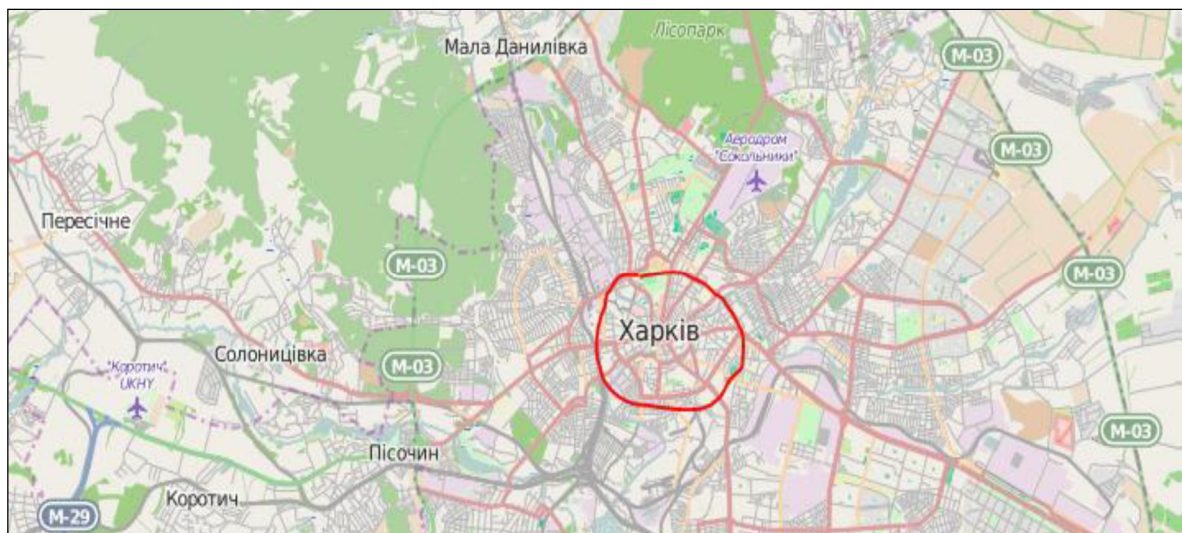 Мала Данилівка
Лісопарк
М-03
Аеродром
"Сокольники"
М-03
Пересічне
М-03
М-03
Харків
Солоницівка
"Коротич"
UKHY
М-03
М-03
Пісочин
Коротич
М-29